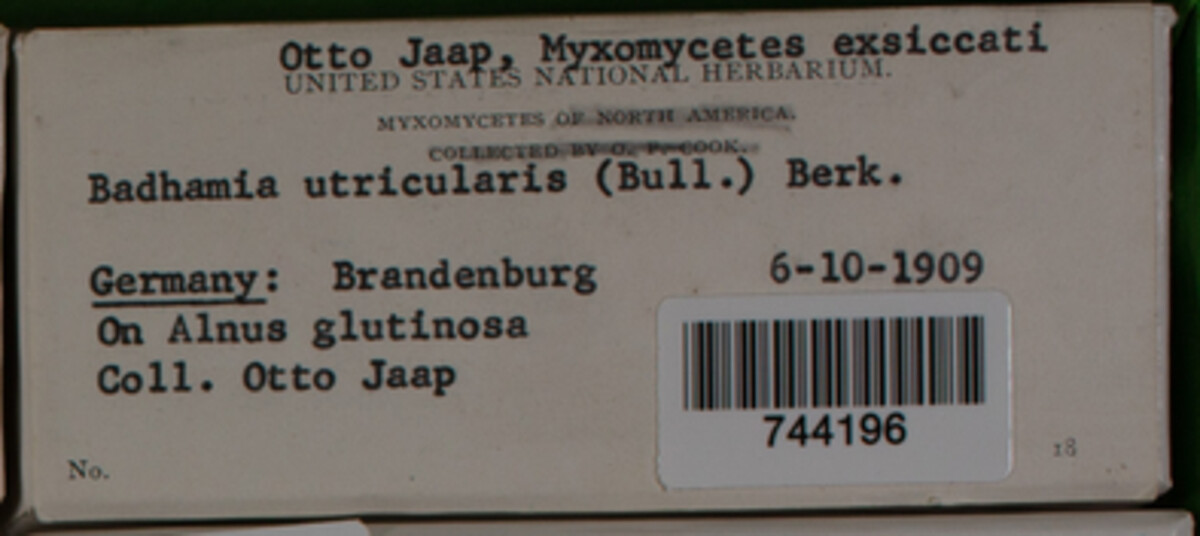 Otto Jaap, Myxomycetes exsiccati
UNITED STATES NATIONAL HERBARIUM.
MYXOMYCETES OF NORTH AMERICA.
COLLECTED BY O. F. COOK.
Badhamia utricularis (Bull.) Berk.
Germany: Brandenburg 6-10-1909
On Alnus glutinosa
Coll. Otto Jaap
744196
No. 18